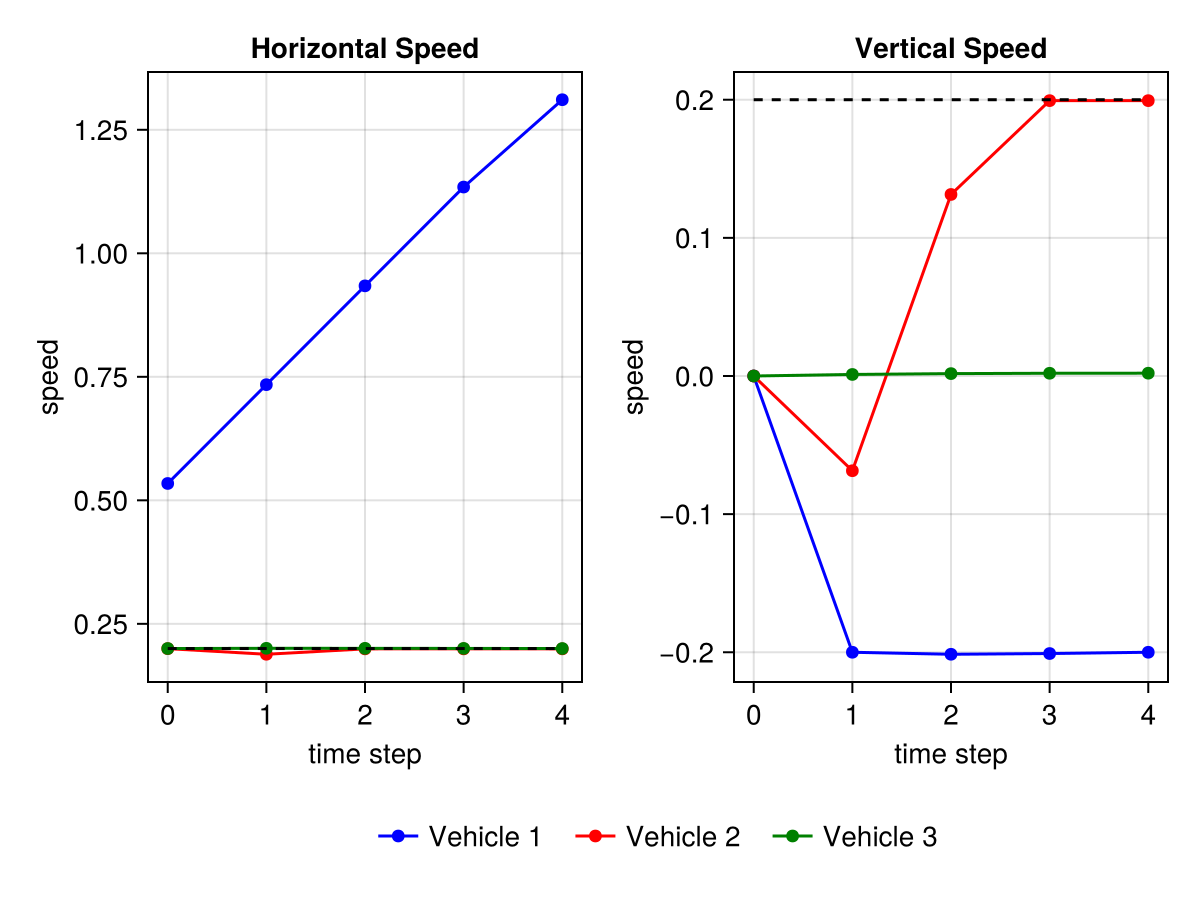 Horizontal Speed
1.25
1.00
0.75
0.50
0.25
speed
0 1 2 3 4
time step
Vertical Speed
0.2
0.1
0.0
−0.1
−0.2
speed
0 1 2 3 4
time step
Vehicle 1 Vehicle 2 Vehicle 3